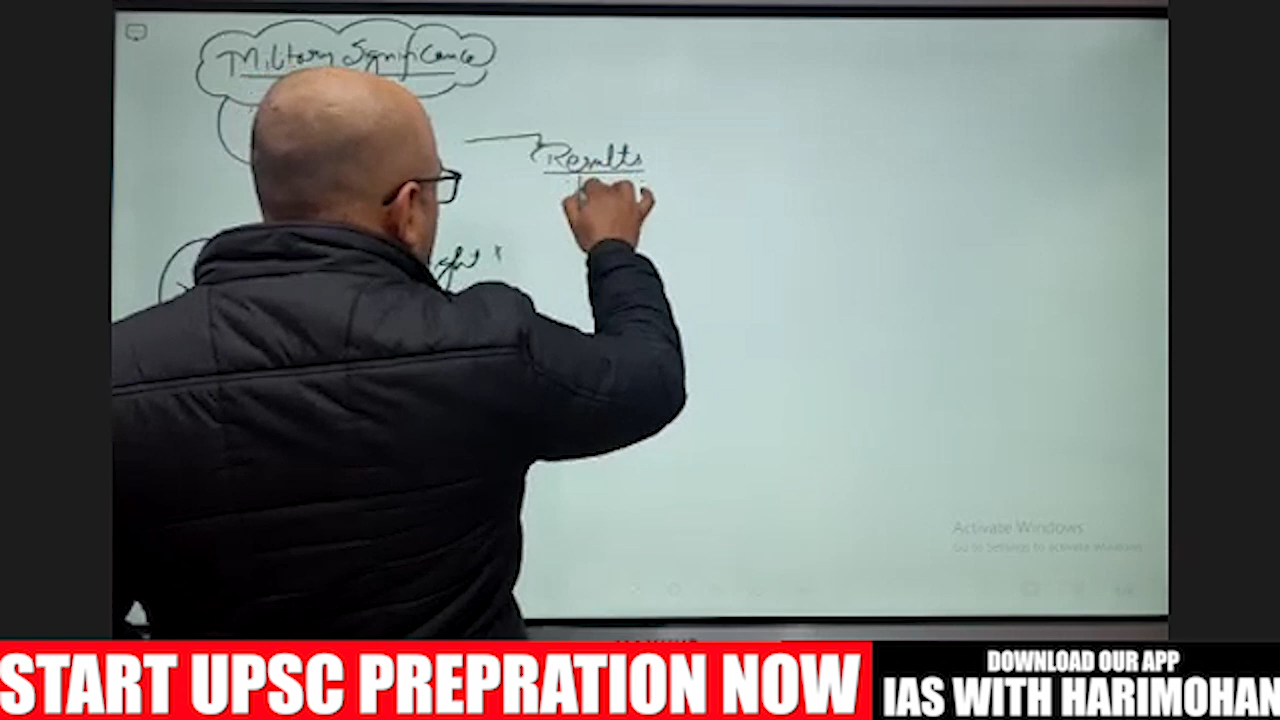 Military Significance
Results
Activate Windows
Go to Settings to activate Windows
START UPSC PREPRATION NOW
DOWNLOAD OUR APP
IAS WITH HARIMOHAN